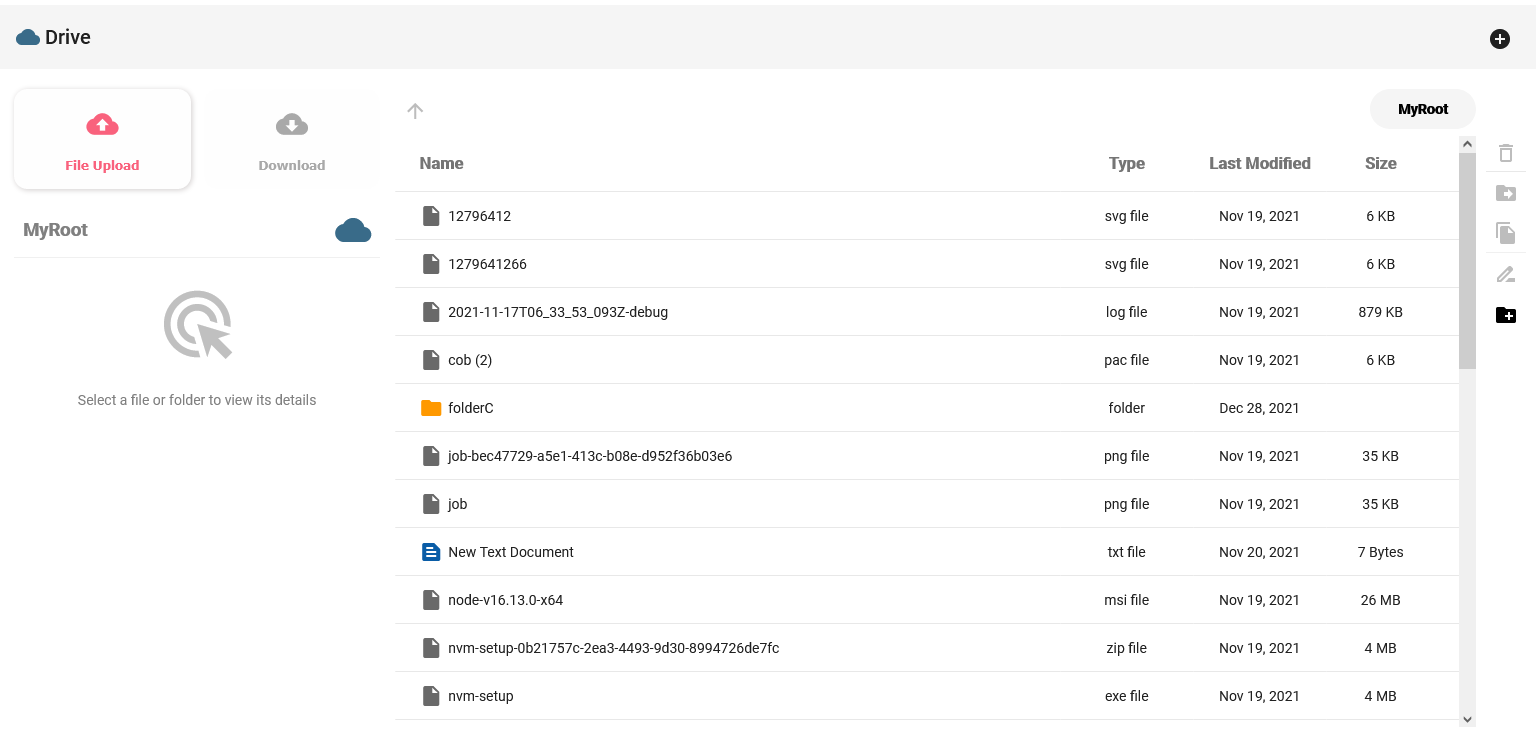 Drive
File Upload
Download
MyRoot
Select a file or folder to view its details
MyRoot
Name Type Last Modified Size
12796412 svg file Nov 19, 2021 6 KB
1279641266 svg file Nov 19, 2021 6 KB
2021-11-17T06_33_53_093Z-debug log file Nov 19, 2021 879 KB
cob (2) pac file Nov 19, 2021 6 KB
folderC folder Dec 28, 2021
job-bec47729-a5e1-413c-b08e-d952f36b03e6 png file Nov 19, 2021 35 KB
job png file Nov 19, 2021 35 KB
New Text Document txt file Nov 20, 2021 7 Bytes
node-v16.13.0-x64 msi file Nov 19, 2021 26 MB
nvm-setup-0b21757c-2ea3-4493-9d30-8994726de7fc zip file Nov 19, 2021 4 MB
nvm-setup exe file Nov 19, 2021 4 MB